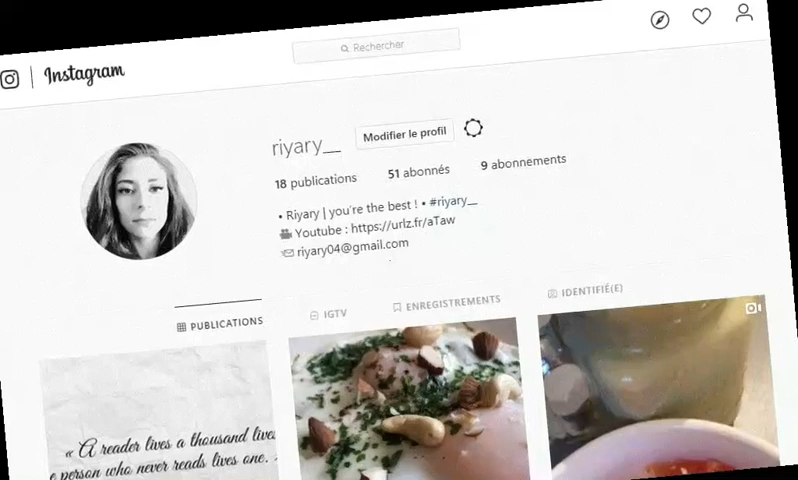 Instagram
Rechercher
riyary__ Modifier le profil
18 publications 51 abonnés 9 abonnements
• Riyary | you're the best ! • #riyary__
Youtube : https://urlz.fr/aTaw
riyary04@gmail.com
PUBLICATIONS IGTV ENREGISTREMENTS IDENTIFIÉ(E)
« A reader lives a thousand lives
e person who never reads lives one.